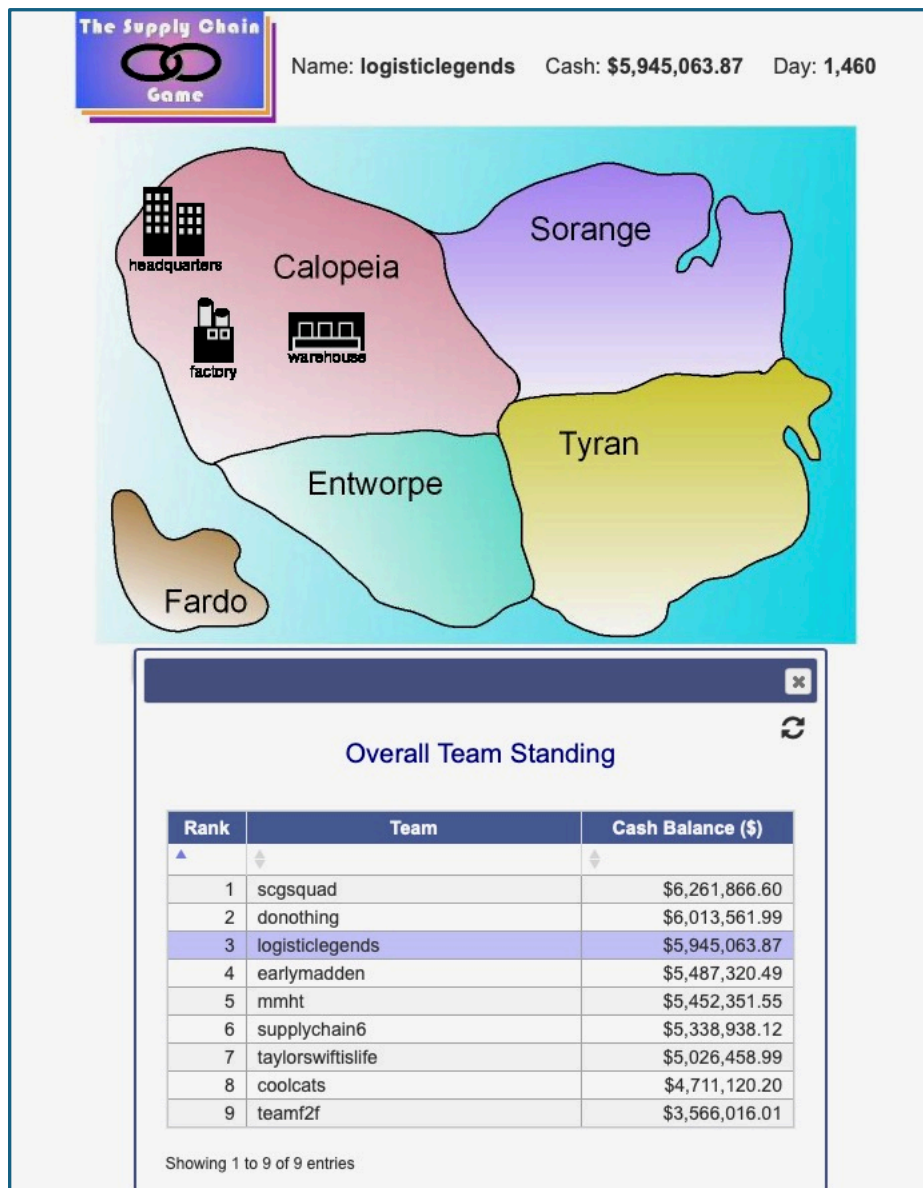 The Supply Chain
Game
Name: logisticlegends Cash: $5,945,063.87 Day: 1,460
Sorange
headquarters
Calopeia
factory
warehouse
Tyran
Entworpe
Fardo
Overall Team Standing
Rank Team Cash Balance ($)
1 scgsquad $6,261,866.60
2 donothing $6,013,561.99
3 logisticlegends $5,945,063.87
4 earlymadden $5,487,320.49
5 mmht $5,452,351.55
6 supplychain6 $5,338,938.12
7 taylorswiftislife $5,026,458.99
8 coolcats $4,711,120.20
9 teamf2f $3,566,016.01
Showing 1 to 9 of 9 entries